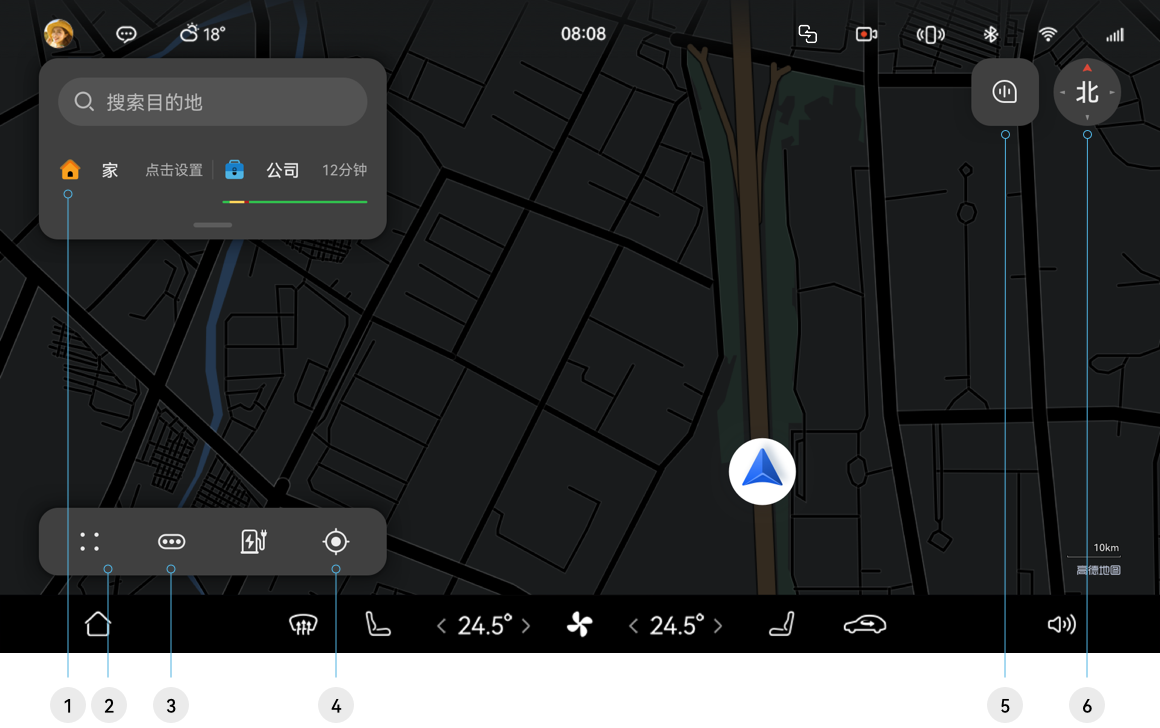 18°
08:08
搜索目的地
北
家 点击设置 公司 12分钟
10km
高德地圖
24.5° 24.5°
1 2 3 4 5 6